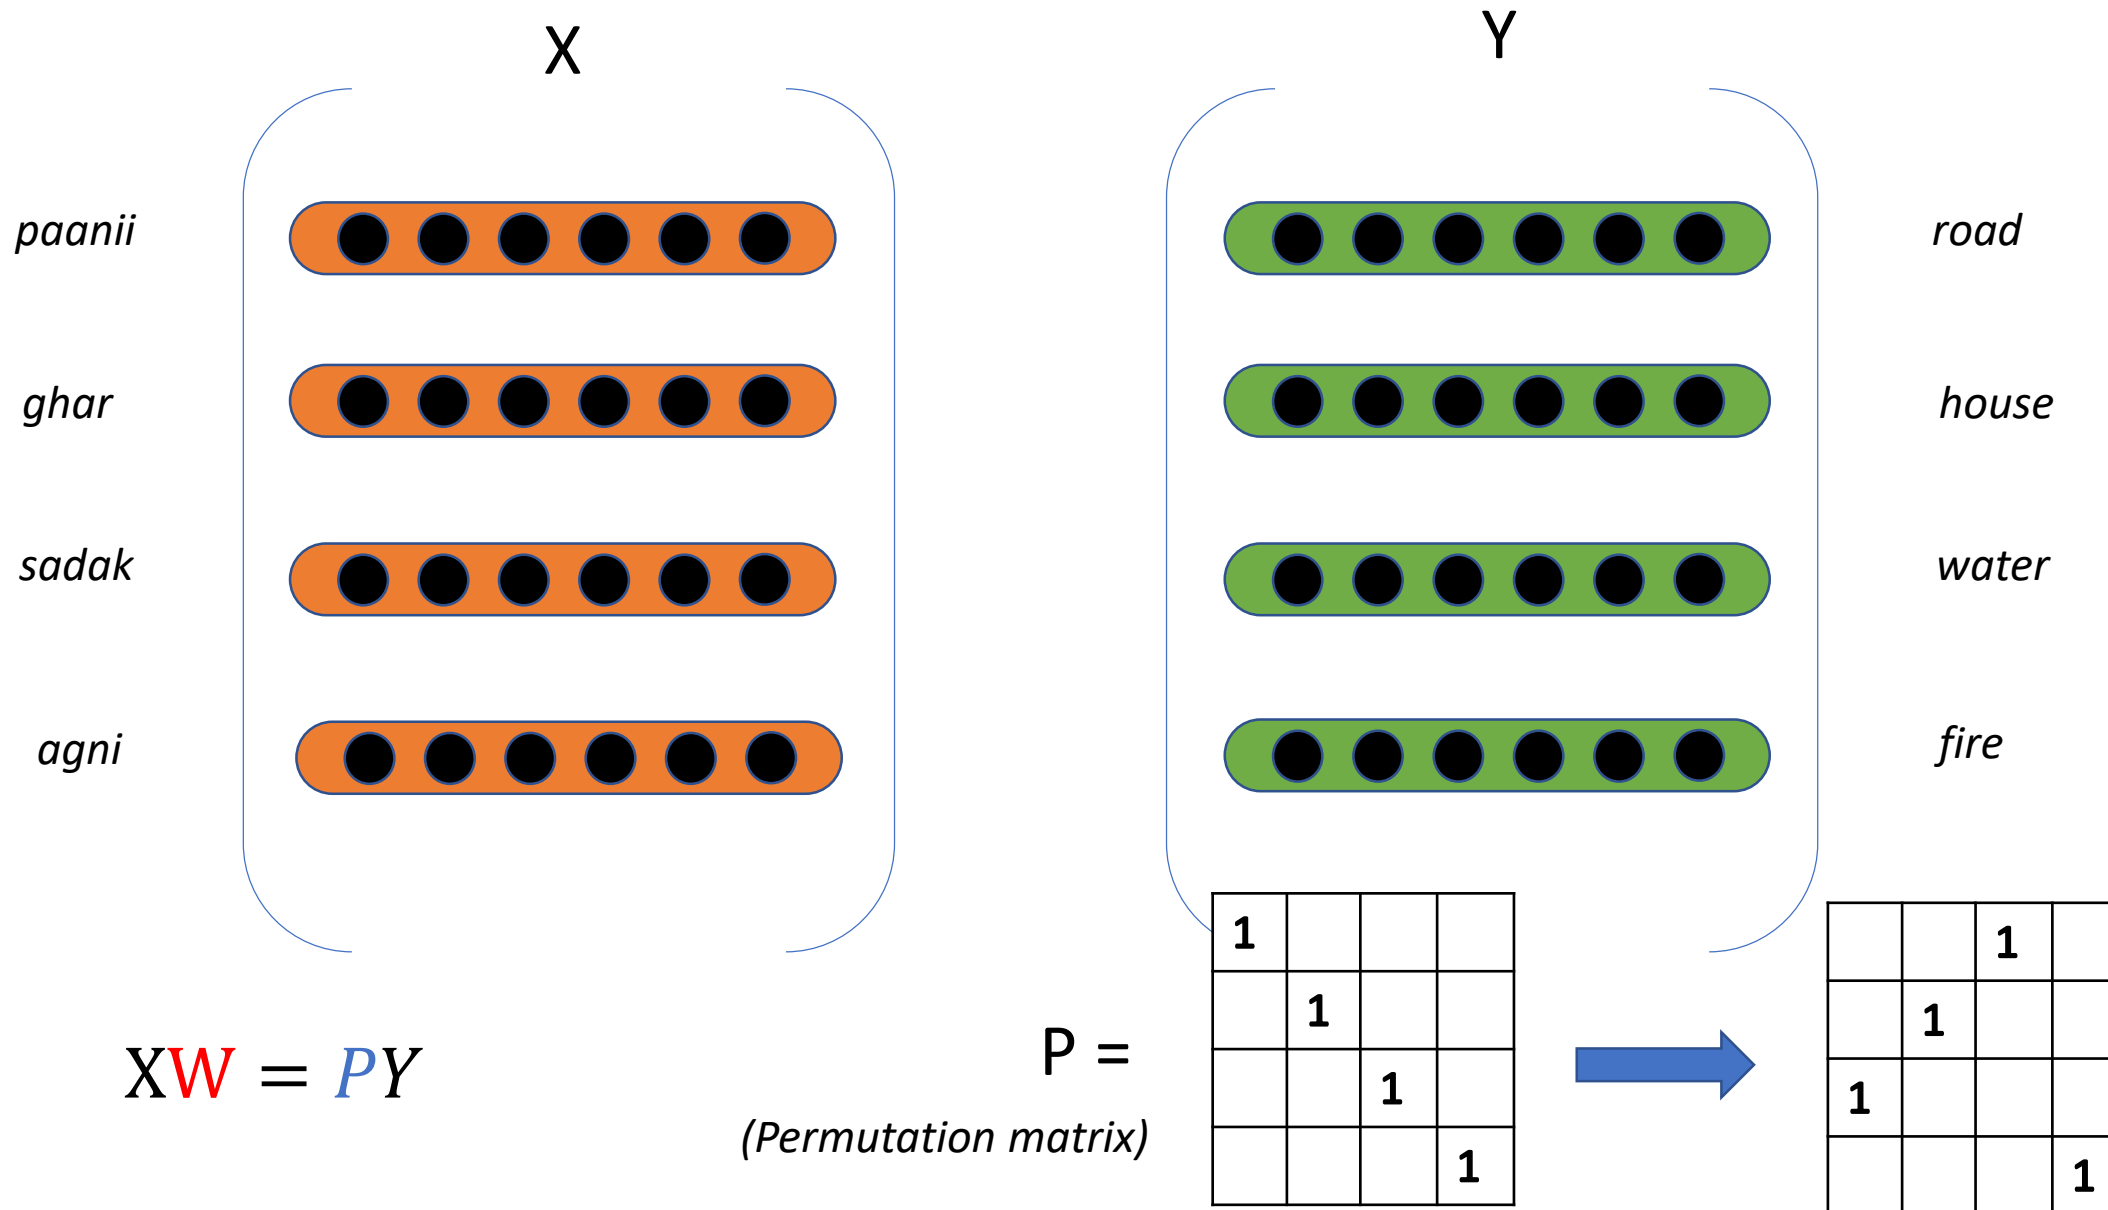 X
Y
paanii
road
ghar
house
sadak
water
agni
fire
1
1
1
1
XW = PY
P =
(Permutation matrix)
1
1
1
1